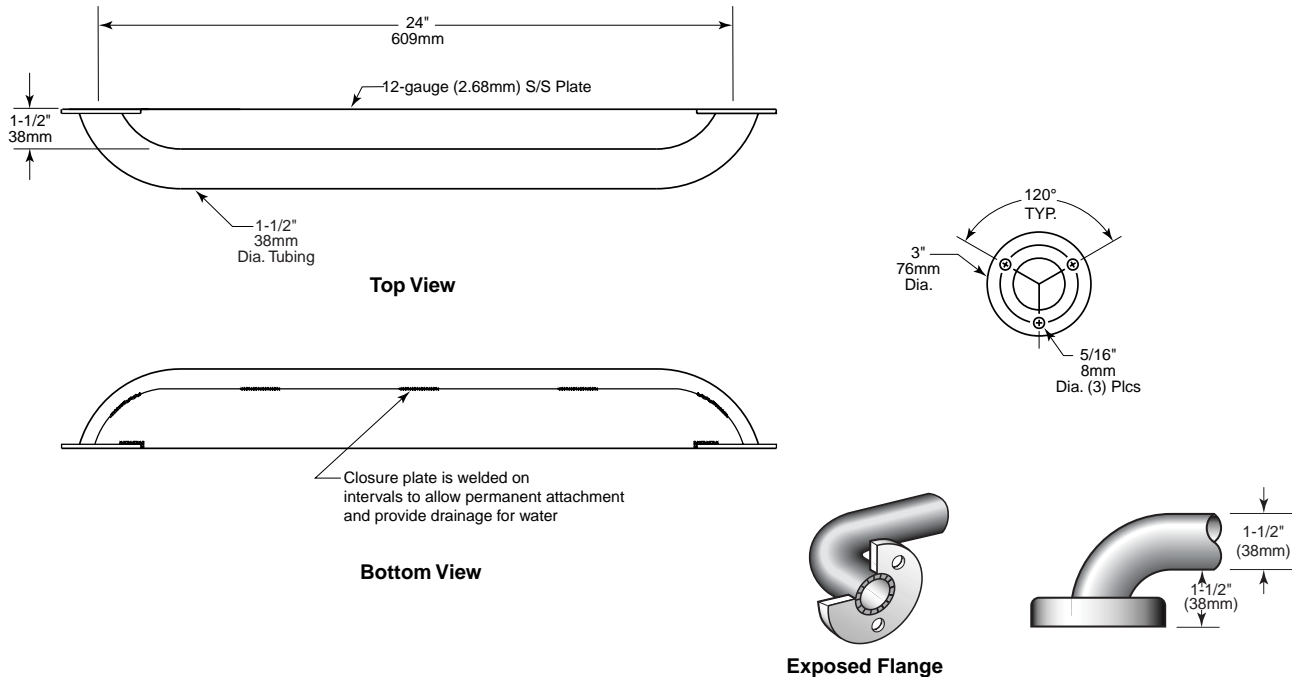 24"
609mm
12-gauge (2.68mm) S/S Plate
1-1/2"
38mm
1-1/2"
38mm
Dia. Tubing
Top View
120°
TYP.
3"
76mm
Dia.
5/16"
8mm
Dia. (3) Plcs
Closure plate is welded on
intervals to allow permanent attachment
and provide drainage for water
Bottom View
Exposed Flange
1-1/2"
(38mm)
1-1/2"
(38mm)